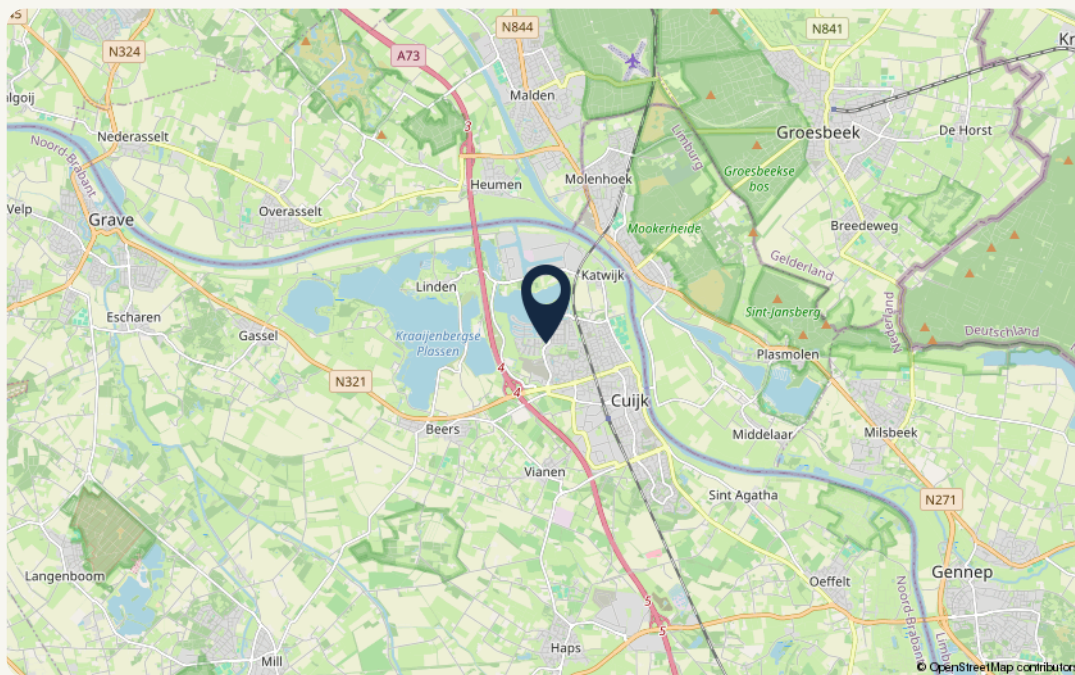 N324
N844
N841
A73
Malden
Nederasselt
3
Groesbeek
De Horst
Noord-Brabant
Limburg
Heumen
Molenhoek
Groesbeekse
bos
Velp
Grave
Overasselt
Mookerheide
Breedeweg
Gelderland
Linden
Katwijk
Escharen
Gassel
Kraaijenbergse
Plassen
Sint-Jansberg
Nederland
Deutschland
Plasmolen
4
4
N321
Cuijk
Beers
Middelaar
Milsbeek
Vianen
Sint Agatha
N271
Langenboom
Oeffelt
Gennep
Noord-Brabant
5
5
Haps
Mill
© OpenStreetMap contributors